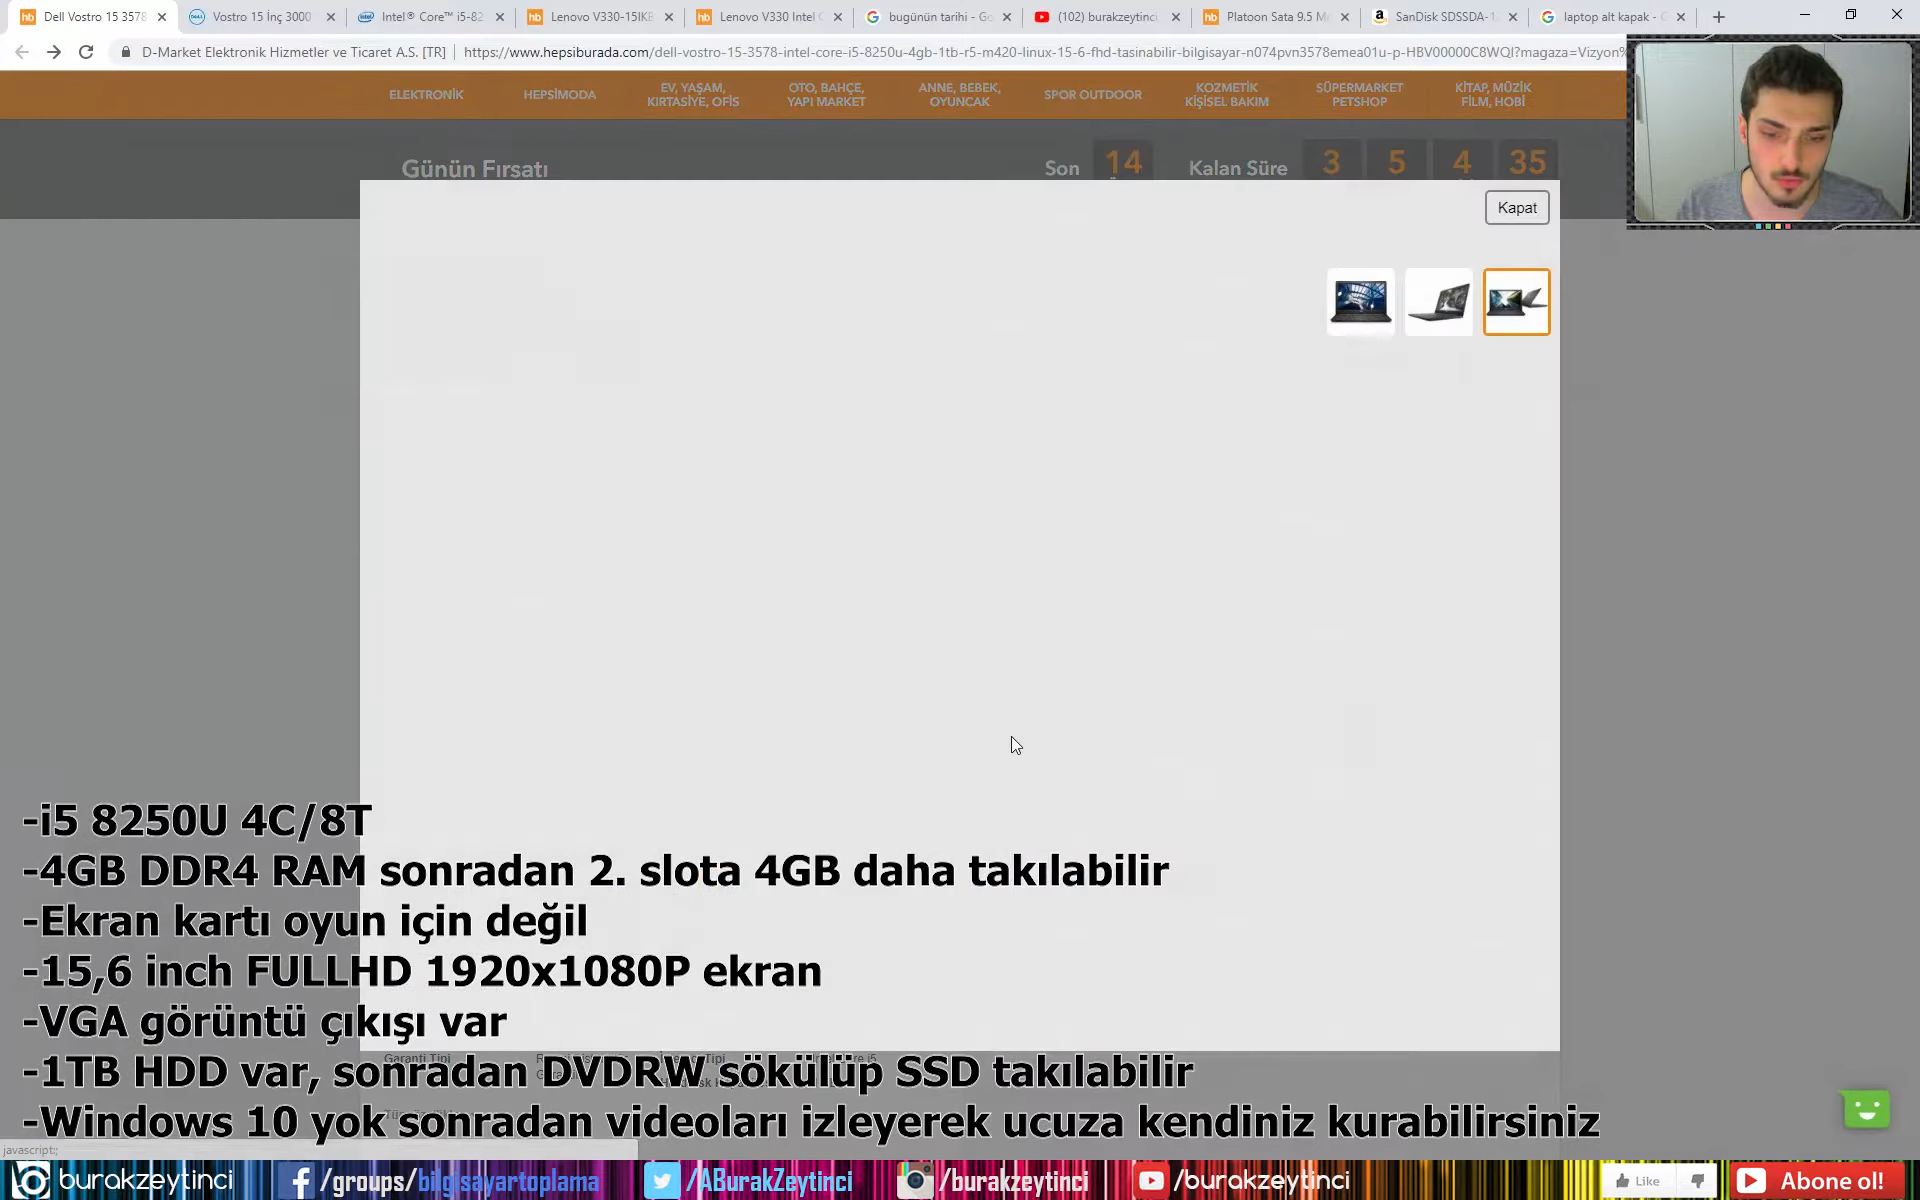 Dell Vostro 15 3578
Vostro 15 İnç 3000
Intel® Core™ i5-82
Lenovo V330-15IKB
Lenovo V330 Intel C
bugünün tarihi - Go
(102) burakzeytinci
Platoon Sata 9.5 M
SanDisk SDSSDA-1
laptop alt kapak - G
D-Market Elektronik Hizmetler ve Ticaret A.S. [TR]
https://www.hepsiburada.com/dell-vostro-15-3578-intel-core-i5-8250u-4gb-1tb-r5-m420-linux-15-6-fhd-tasinabilir-bilgisayar-n074pvn3578emea01u-p-HBV00000C8WQI?magaza=Vizyon%
ELEKTRONİK
HEPSİMODA
EV, YAŞAM,
KIRTASİYE, OFİS
OTO, BAHÇE,
YAPI MARKET
ANNE, BEBEK,
OYUNCAK
SPOR OUTDOOR
KOZMETİK
KİŞİSEL BAKIM
SÜPERMARKET
PETSHOP
KİTAP, MÜZİK
FİLM, HOBİ
Günün Fırsatı
Son 14
Kalan Süre 3 5 4 35
Kapat
-i5 8250U 4C/8T
-4GB DDR4 RAM sonradan 2. slota 4GB daha takılabilir
-Ekran kartı oyun için değil
-15,6 inch FULLHD 1920x1080P ekran
-VGA görüntü çıkışı var
Garanti Tipi
-1TB HDD var, sonradan DVDRW sökülüp SSD takılabilir
-Windows 10 yok sonradan videoları izleyerek ucuza kendiniz kurabilirsiniz
javascript:;
burakzeytinci
/groups/bilgisayartoplama
/ABurakZeytinci
/burakzeytinci
/burakzeytinci
Like
Abone ol!